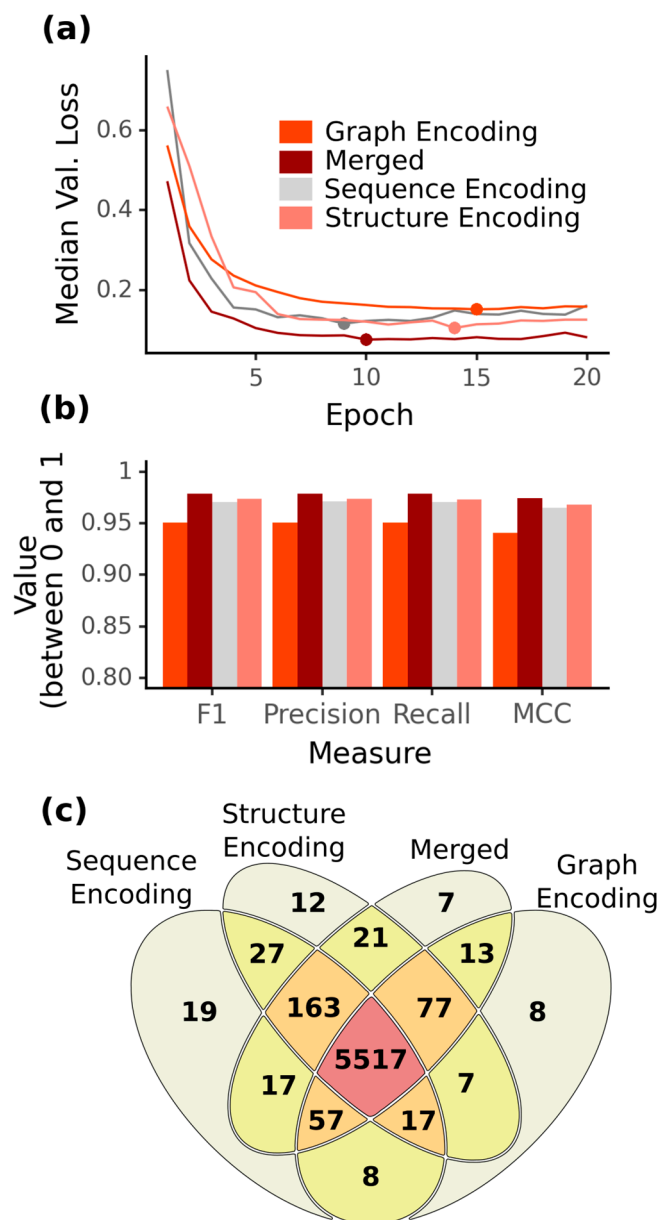 (a)
Median Val. Loss
0.6
0.4
0.2
Graph Encoding
Merged
Sequence Encoding
Structure Encoding
5 10 15 20
Epoch
(b)
Value
(between 0 and 1
1
0.95
0.90
0.85
0.80
F1 Precision Recall MCC
Measure
(c)
Structure
Encoding
Merged
Sequence
Encoding
Graph
Encoding
12 7
27 21 13
19 163 77 8
5517
17 7
57 17
8